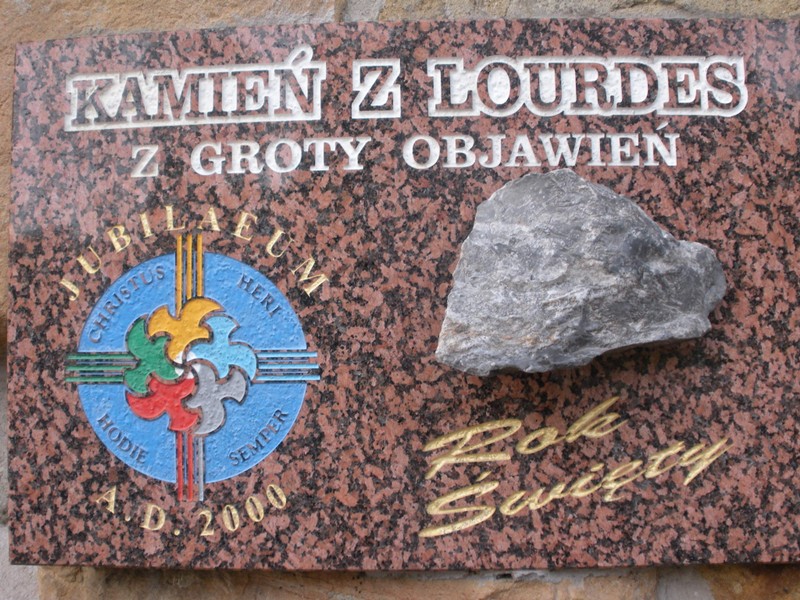 KAMIEŃ Z LOURDES
Z GROTY OBJAWIEŃ
JUBILAEUM
CHRISTUS HERI
HODIE SEMPER
A.D. 2000
Rok
Święty